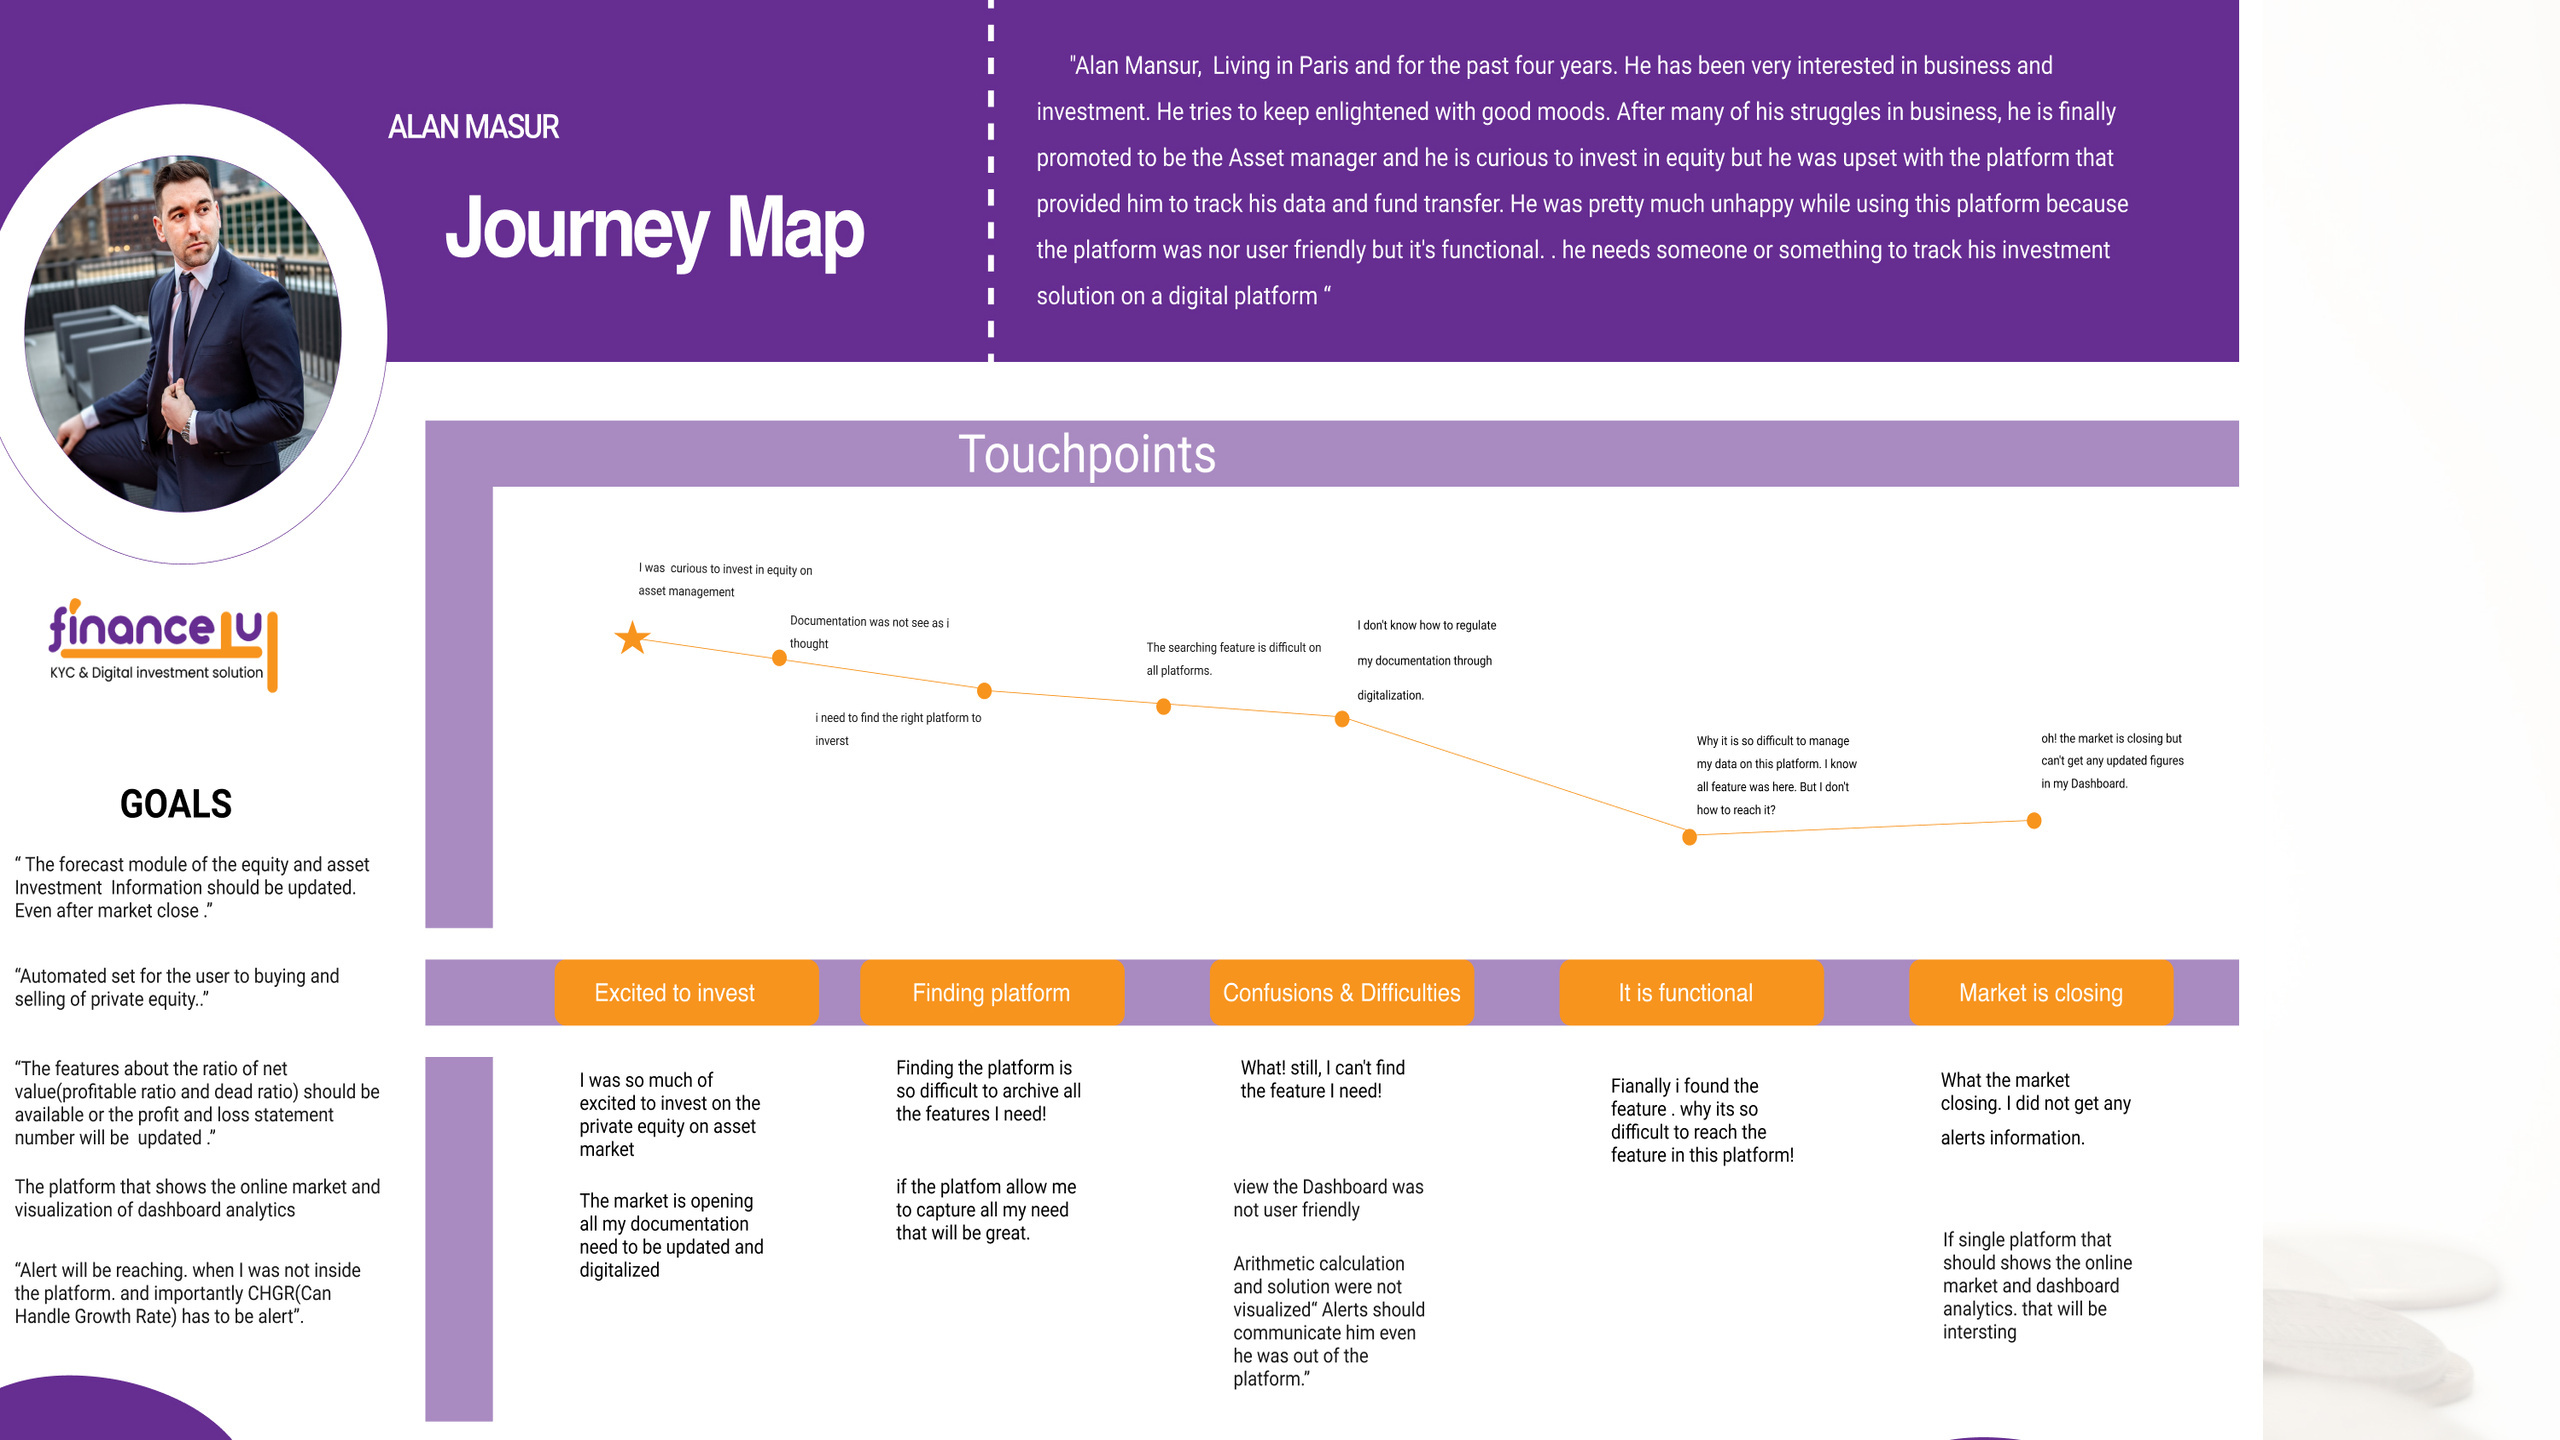 ALAN MASUR
Journey Map
"Alan Mansur,  Living in Paris and for the past four years. He has been very interested in business and
investment. He tries to keep enlightened with good moods. After many of his struggles in business, he is finally
promoted to be the Asset manager and he is curious to invest in equity but he was upset with the platform that
provided him to track his data and fund transfer. He was pretty much unhappy while using this platform because
the platform was nor user friendly but it's functional. . he needs someone or something to track his investment
solution on a digital platform “
financely
KYC & Digital investment solution
GOALS
“ The forecast module of the equity and asset
Investment  Information should be updated.
Even after market close .”
“Automated set for the user to buying and
selling of private equity..”
“The features about the ratio of net
value(profitable ratio and dead ratio) should be
available or the profit and loss statement
number will be  updated .”
The platform that shows the online market and
visualization of dashboard analytics
“Alert will be reaching. when I was not inside
the platform. and importantly CHGR(Can
Handle Growth Rate) has to be alert”.
Touchpoints
I was  curious to invest in equity on
asset management
Documentation was not see as i
thought
i need to find the right platform to
inverst
The searching feature is difficult on
all platforms.
I don't know how to regulate
my documentation through
digitalization.
Why it is so difficult to manage
my data on this platform. I know
all feature was here. But I don't
how to reach it?
oh! the market is closing but
can't get any updated figures
in my Dashboard.
Excited to invest
Finding platform
Confusions & Difficulties
It is functional
Market is closing
I was so much of
excited to invest on the
private equity on asset
market
The market is opening
all my documentation
need to be updated and
digitalized
Finding the platform is
so difficult to archive all
the features I need!
if the platfom allow me
to capture all my need
that will be great.
What! still, I can't find
the feature I need!
view the Dashboard was
not user friendly
Arithmetic calculation
and solution were not
visualized“ Alerts should
communicate him even
he was out of the
platform.”
Fianally i found the
feature . why its so
difficult to reach the
feature in this platform!
What the market
closing. I did not get any
alerts information.
If single platform that
should shows the online
market and dashboard
analytics. that will be
intersting